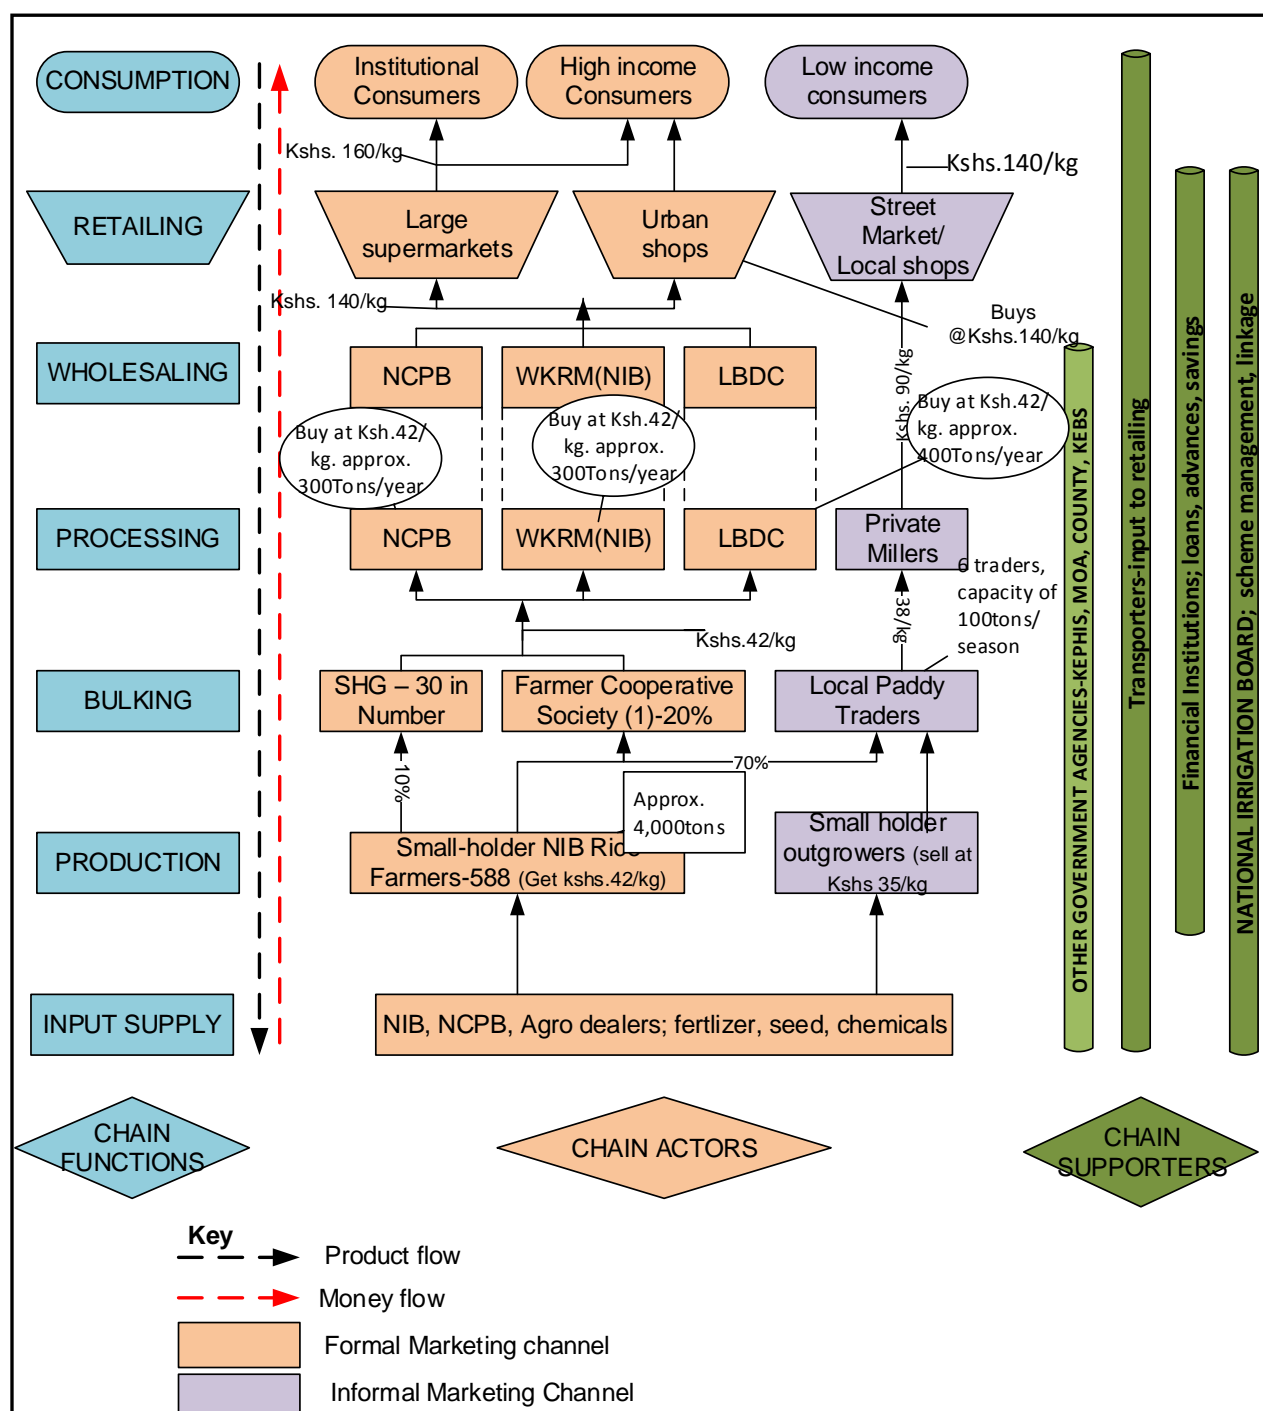 CONSUMPTION
Institutional
Consumers
High income
Consumers
Low income
consumers
Kshs. 160/kg
Kshs.140/kg
RETAILING
Large
supermarkets
Urban
shops
Street
Market/
Local shops
Kshs. 140/kg
Buys
@Kshs.140/kg
WHOLESALING
NCPB
WKRM(NIB)
LBDC
Kshs. 90/kg
Buy at Ksh.42/
kg. approx.
300Tons/year
Buy at Ksh.42/
kg. approx.
300Tons/year
Buy at Ksh.42/
kg. approx.
400Tons/year
PROCESSING
NCPB
WKRM(NIB)
LBDC
Private
Millers
6 traders,
capacity of
100tons/
season
38/kg
Kshs.42/kg
BULKING
SHG – 30 in
Number
Farmer Cooperative
Society (1)-20%
Local Paddy
Traders
10%
70%
Approx.
4,000tons
PRODUCTION
Small-holder NIB Rice
Farmers-588 (Get kshs.42/kg)
Small holder
outgrowers (sell at
Kshs 35/kg
INPUT SUPPLY
NIB, NCPB, Agro dealers; fertlizer, seed, chemicals
OTHER GOVERNMENT AGENCIES-KEPHIS, MOA, COUNTY, KEBS
Transporters-input to retailing
Financial Institutions; loans, advances, savings
NATIONAL IRRIGATION BOARD;  scheme management, linkage
CHAIN
FUNCTIONS
CHAIN ACTORS
CHAIN
SUPPORTERS
Key
Product flow
Money flow
Formal Marketing channel
Informal Marketing Channel